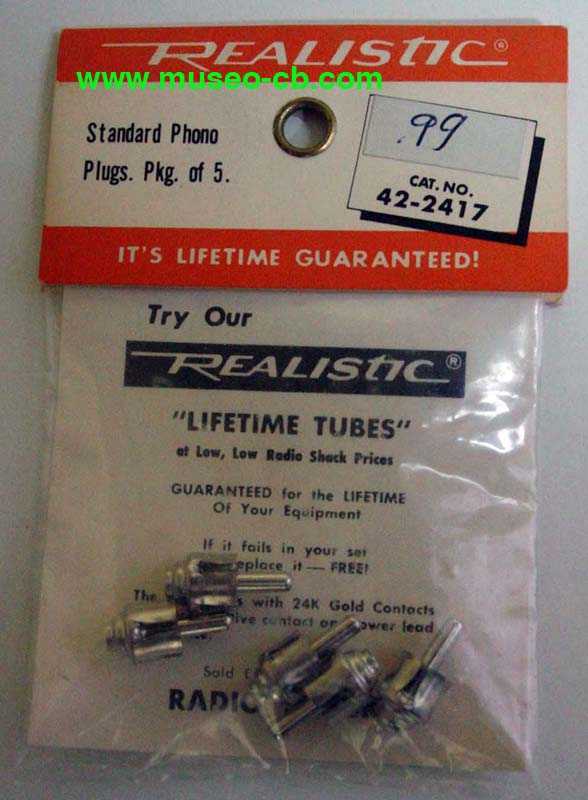 REALISTIC®
www.museo-cb.com
Standard Phono
Plugs. Pkg. of 5.
.99
CAT. NO.
42-2417
IT'S LIFETIME GUARANTEED!
Try Our
REALISTIC®
"LIFETIME TUBES"
at Low, Low Radio Shack Prices
GUARANTEED for the LIFETIME
Of Your Equipment
If it fails in your set
replace it — FREE!
The with 24K Gold Contacts
contact lead
Sold
RADIO